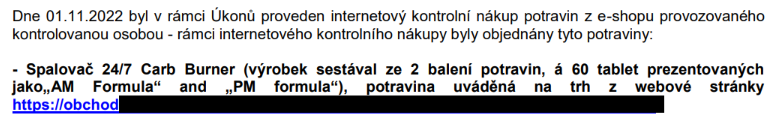 Dne 01.11.2022 byl v rámci Úkonů proveden internetový kontrolní nákup potravin z e-shopu provozovaného
kontrolovanou osobou - rámci internetového kontrolního nákupy byly objednány tyto potraviny:
- Spalovač 24/7 Carb Burner (výrobek sestával ze 2 balení potravin, á 60 tablet prezentovaných
jako„AM Formula“ and „PM formula“), potravina uváděná na trh z webové stránky
https://obchod